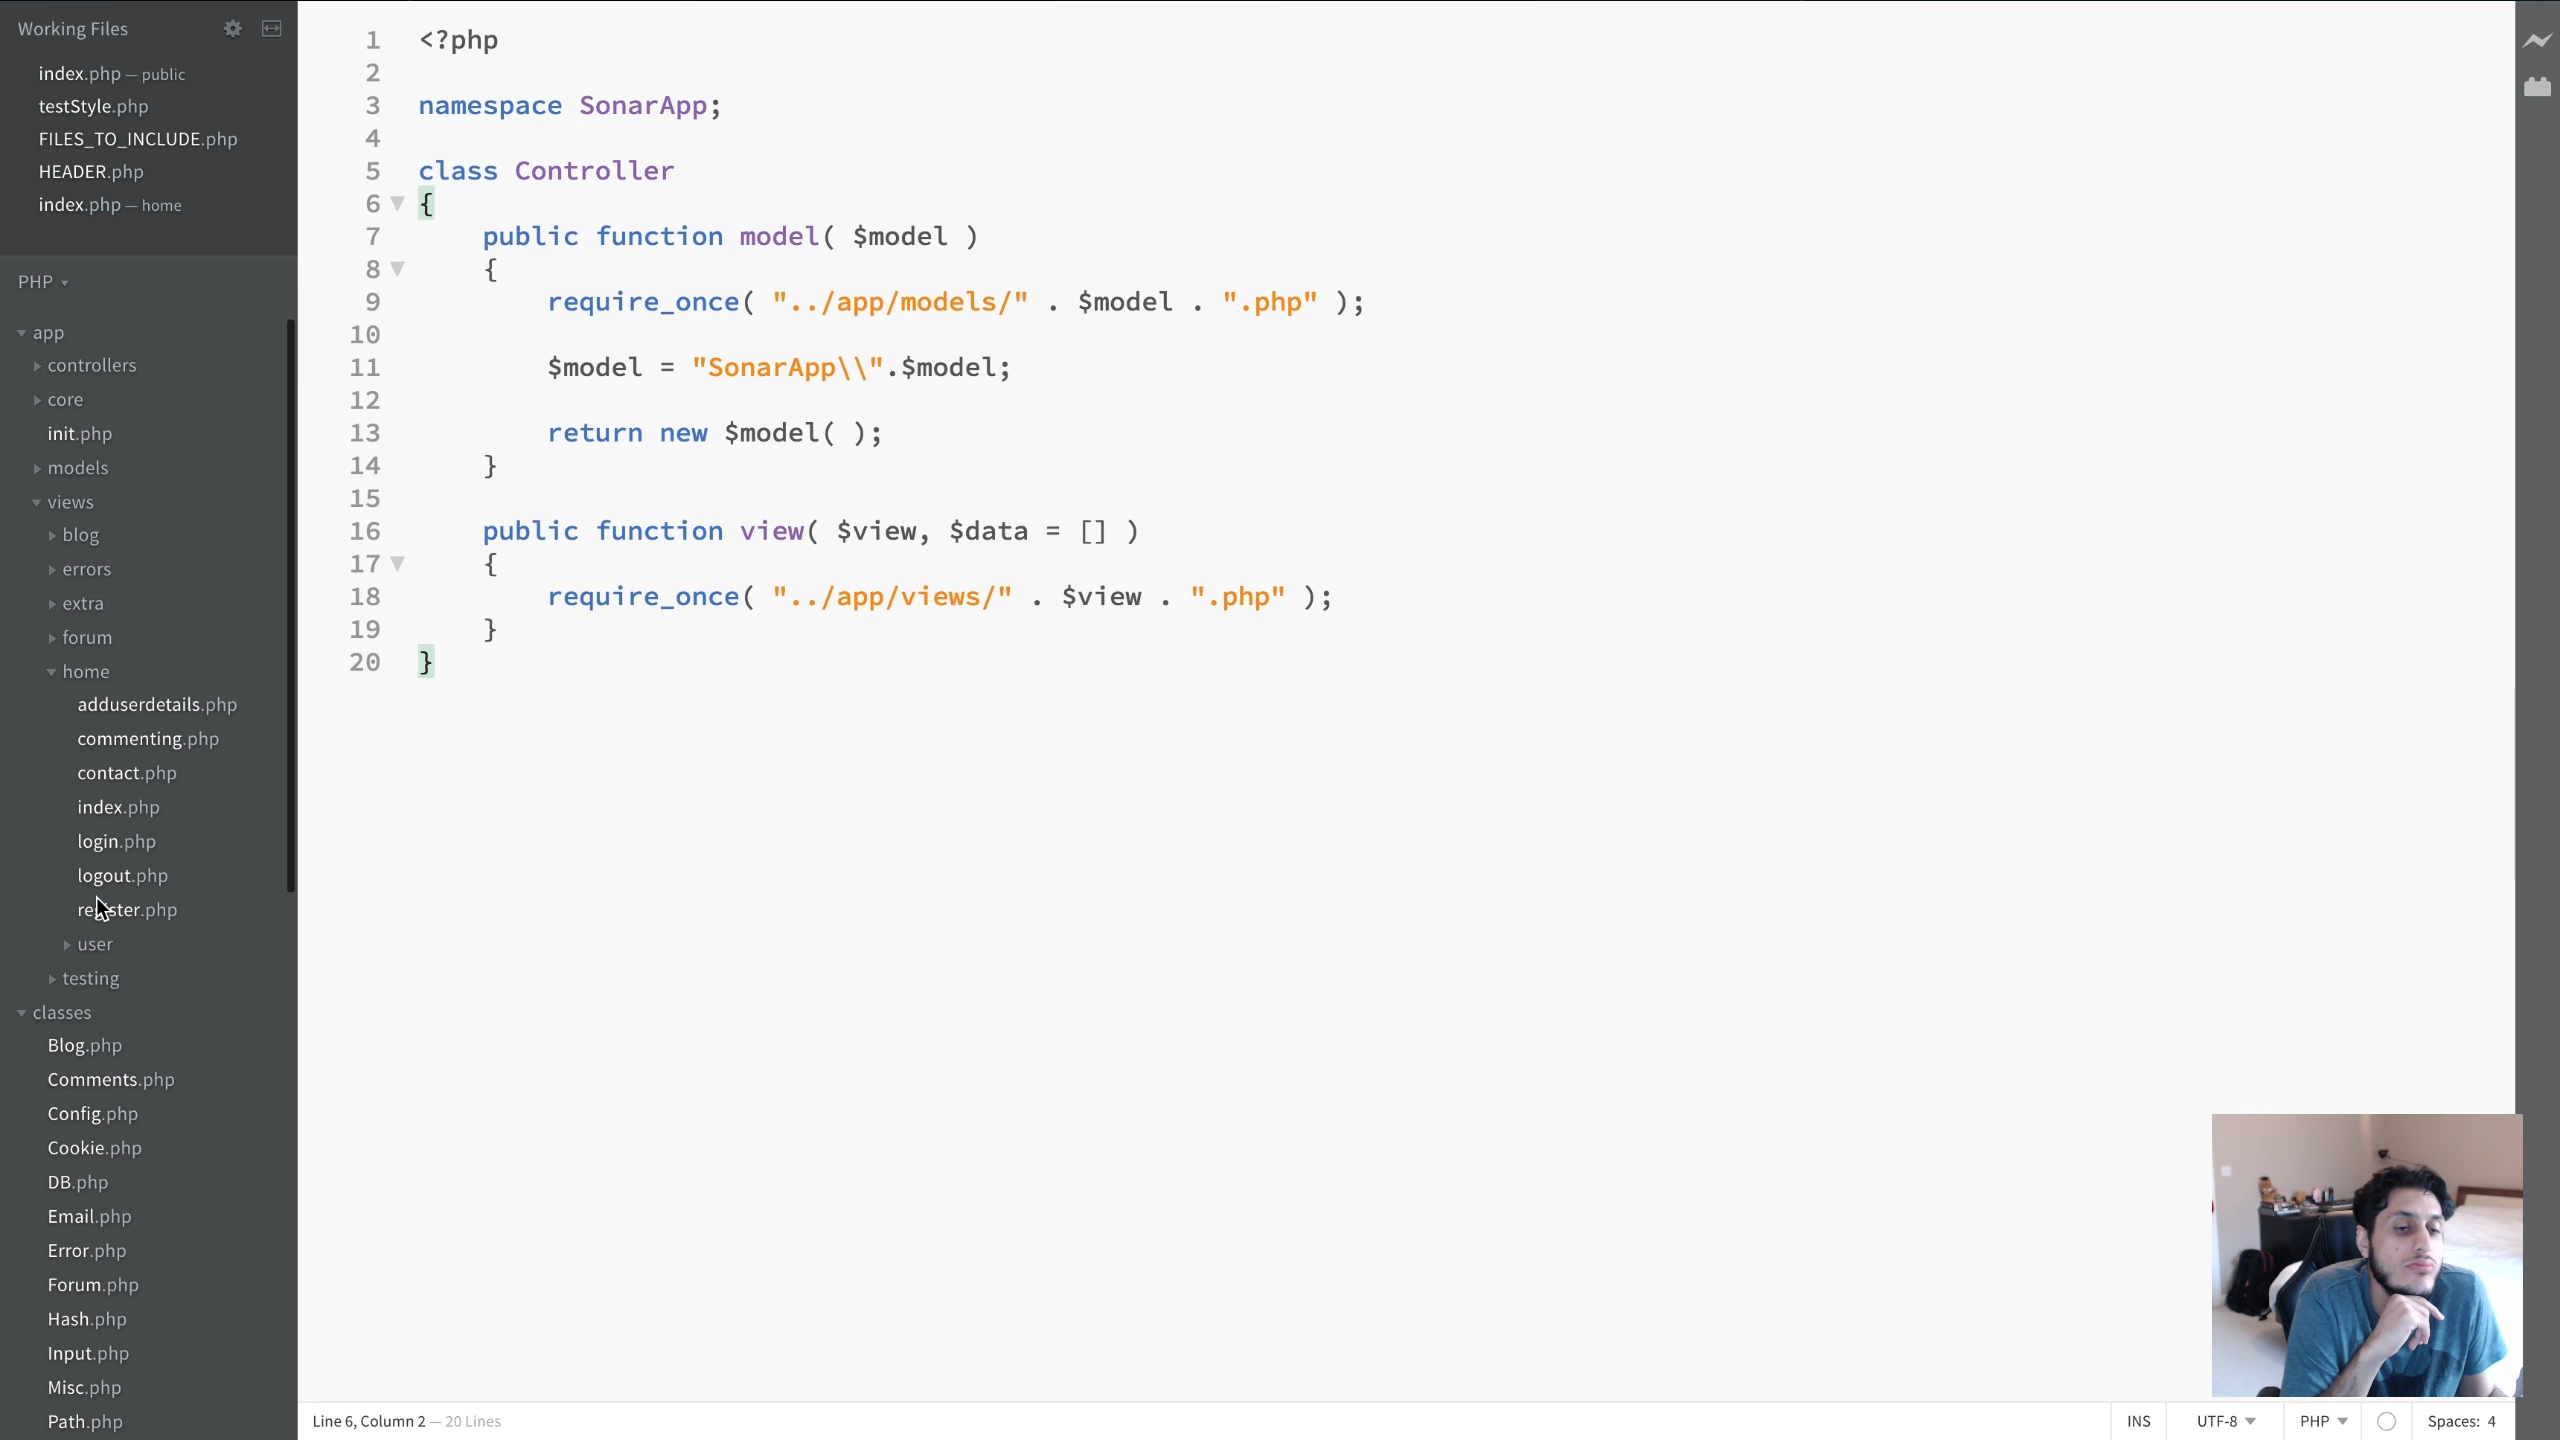 Working Files
index.php — public
testStyle.php
FILES_TO_INCLUDE.php
HEADER.php
index.php — home
PHP
app
controllers
core
init.php
models
views
blog
errors
extra
forum
home
adduserdetails.php
commenting.php
contact.php
index.php
login.php
logout.php
register.php
user
testing
classes
Blog.php
Comments.php
Config.php
Cookie.php
DB.php
Email.php
Error.php
Forum.php
Hash.php
Input.php
Misc.php
Path.php
1 <?php
2
3 namespace SonarApp;
4
5 class Controller
6 {
7 public function model( $model )
8 {
9 require_once( "../app/models/" . $model . ".php" );
10
11 $model = "SonarApp\\".$model;
12
13 return new $model( );
14 }
15
16 public function view( $view, $data = [] )
17 {
18 require_once( "../app/views/" . $view . ".php" );
19 }
20 }
Line 6, Column 2 — 20 Lines
INS
UTF-8
PHP
Spaces: 4